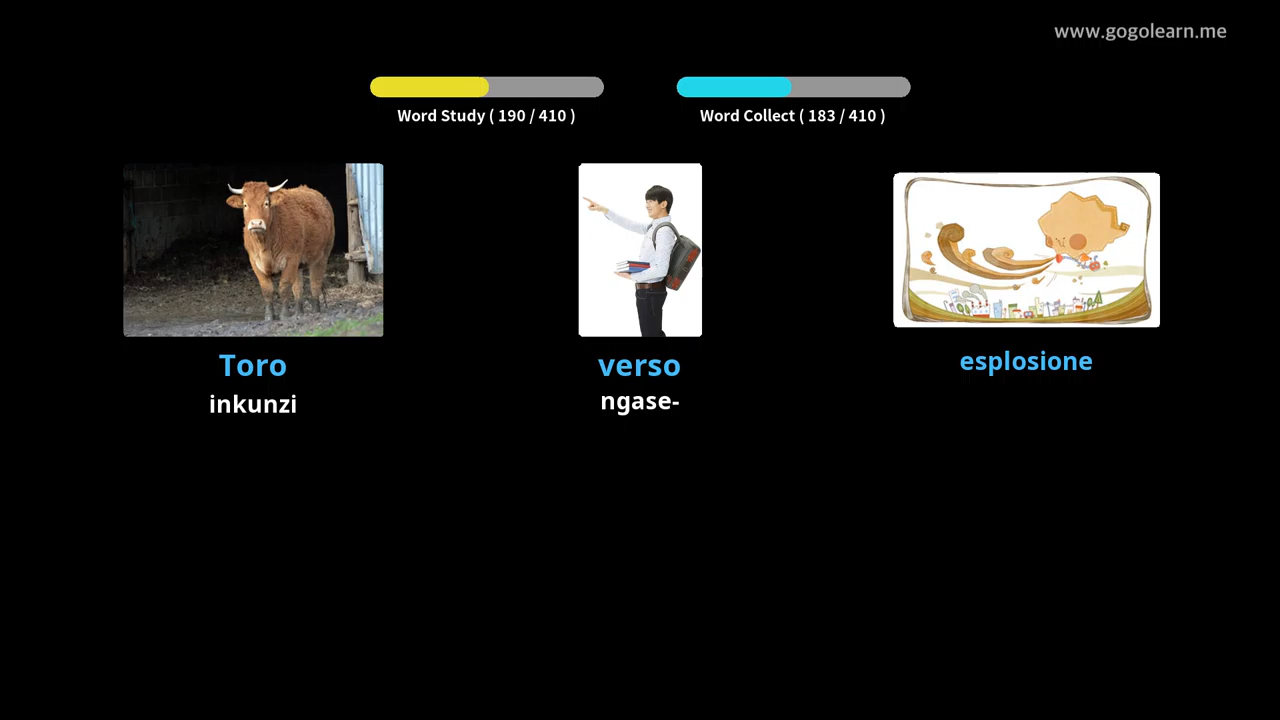 www.gogolearn.me
Word Study ( 190 / 410 )
Word Collect ( 183 / 410 )
Toro
verso
esplosione
inkunzi
ngase-